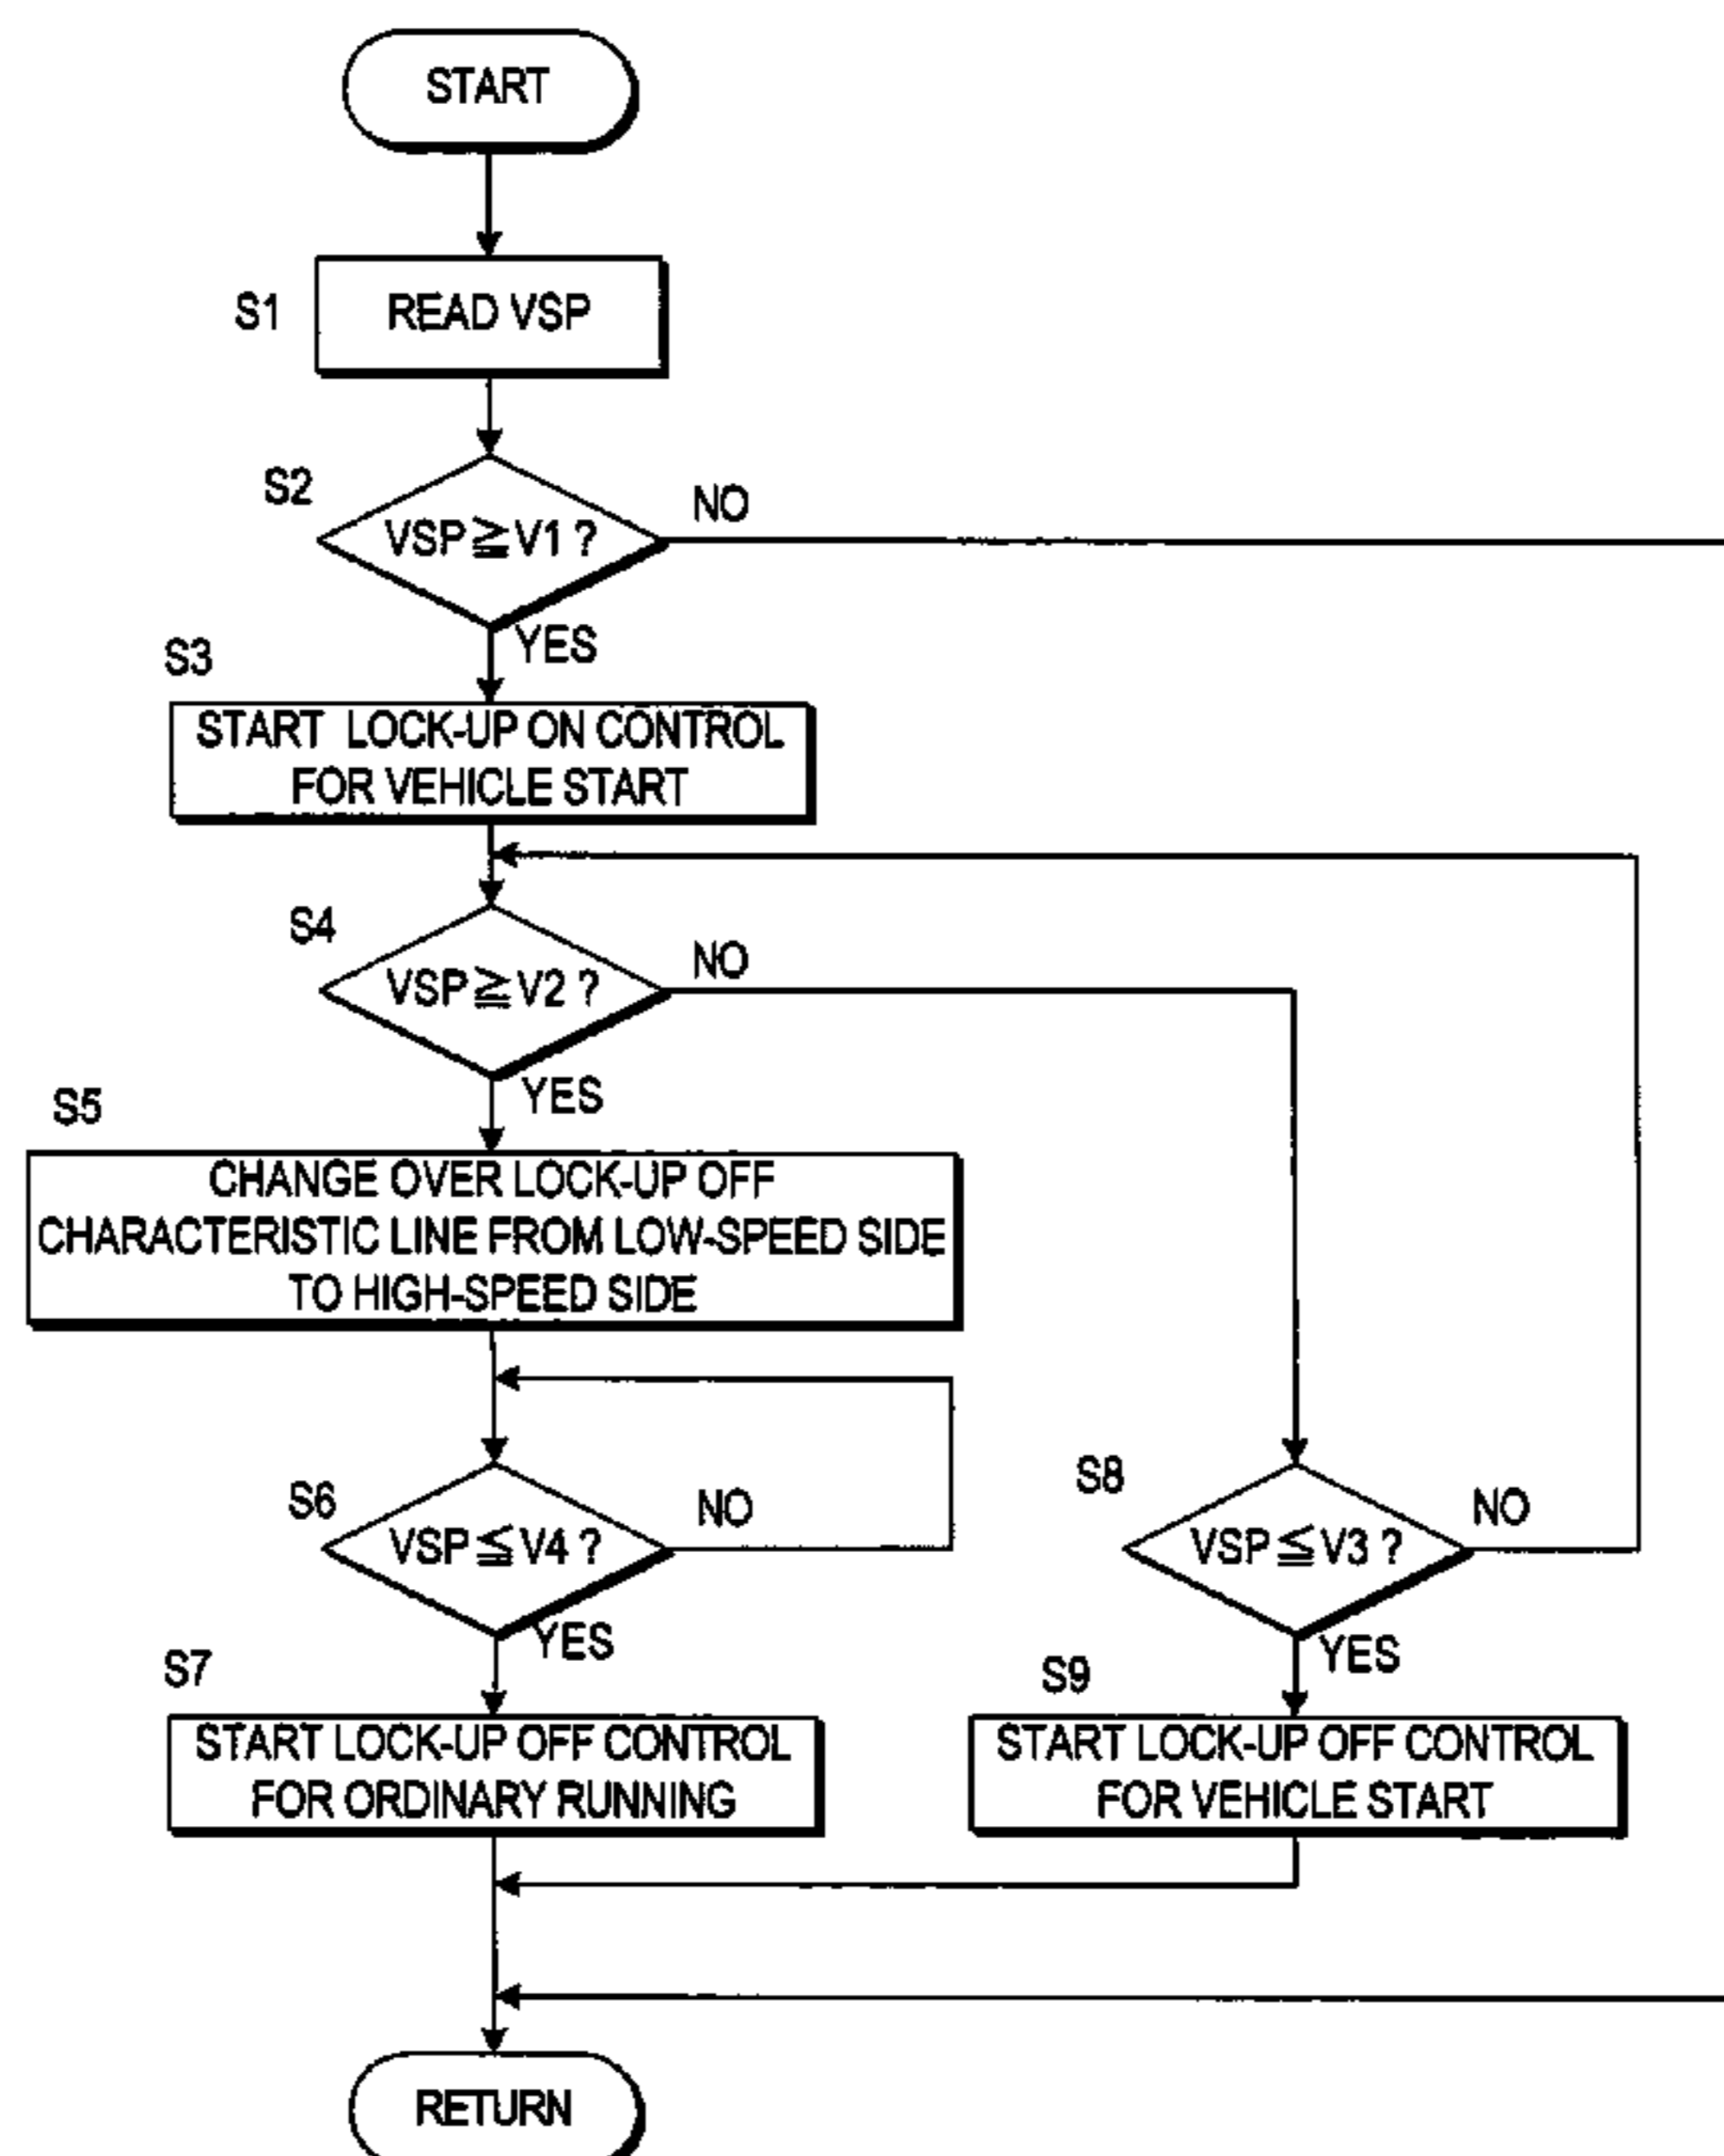 START
S1
READ VSP
S2
VSP≧V1 ?
NO
YES
S3
START LOCK-UP ON CONTROL
FOR VEHICLE START
S4
VSP≧V2 ?
NO
YES
S5
CHANGE OVER LOCK-UP OFF
CHARACTERISTIC LINE FROM LOW-SPEED SIDE
TO HIGH-SPEED SIDE
S6
VSP≦V4 ?
NO
YES
S8
VSP≦V3 ?
NO
YES
S7
START LOCK-UP OFF CONTROL
FOR ORDINARY RUNNING
S9
START LOCK-UP OFF CONTROL
FOR VEHICLE START
RETURN